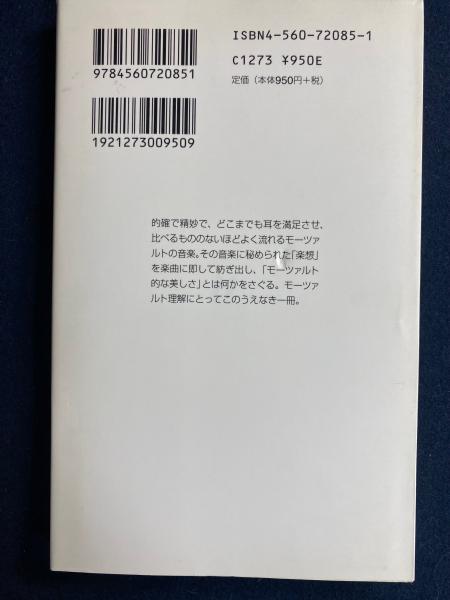 ISBN4-560-72085-1
9784560720851
C1273 ¥950E
定価(本体950円+税)
1921273009509
的確で精妙で、どこまでも耳を満足させ、
比べるもののないほどよく流れるモーツァ
ルトの音楽。その音楽に秘められた「楽想」
を楽曲に即して紡ぎ出し、「モーツァルト
的な美しさ」とは何かをさぐる。モーツァ
ルト理解にとってこのうえなき一冊。